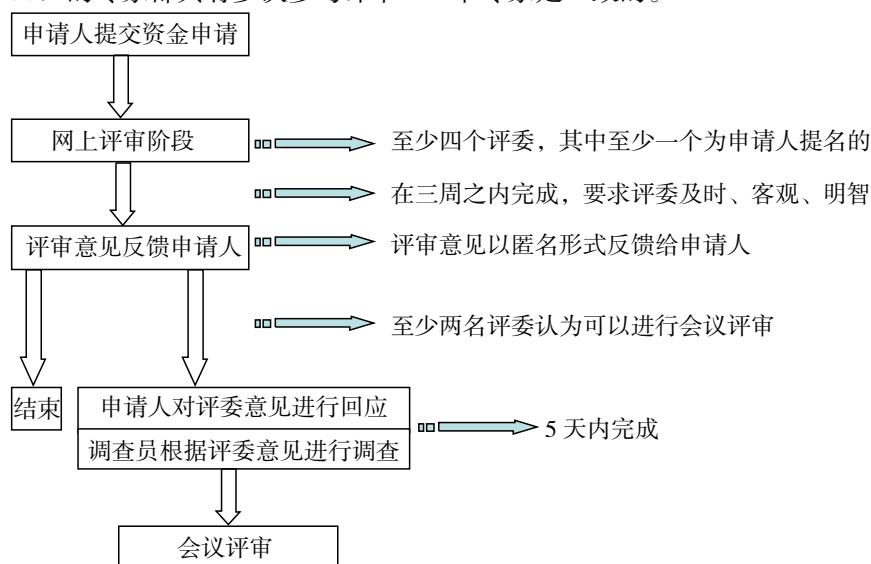 申请人提交资金申请
网上评审阶段
至少四个评委，其中至少一个为申请人提名的
在三周之内完成，要求评委及时、客观、明智
评审意见反馈申请人
评审意见以匿名形式反馈给申请人
至少两名评委认为可以进行会议评审
结束
申请人对评委意见进行回应
调查员根据评委意见进行调查
5 天内完成
会议评审